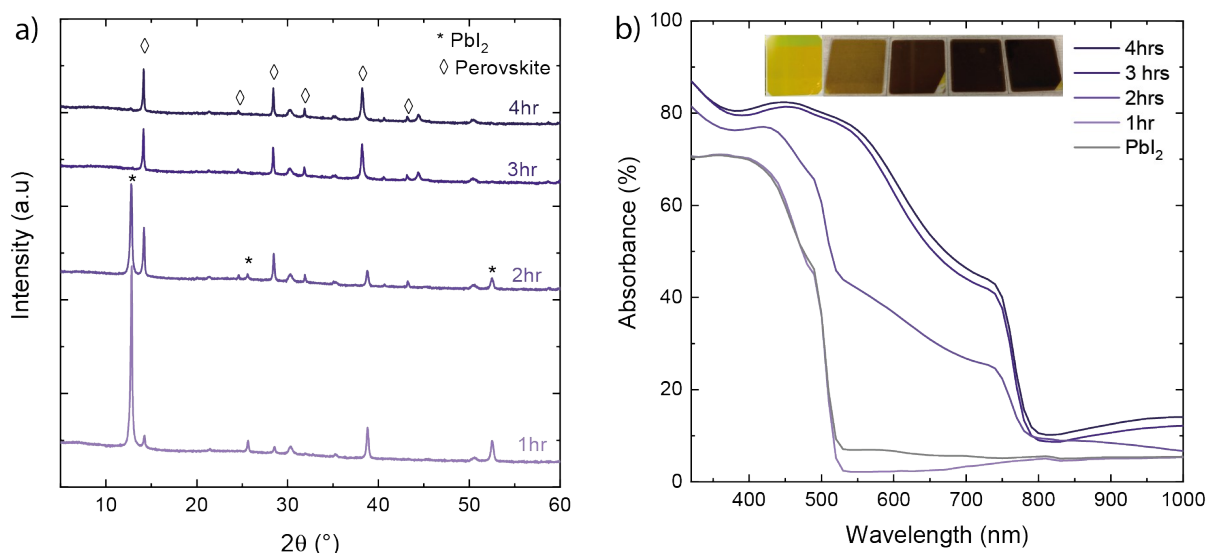 a)
* PbI₂
◊ Perovskite
4hr
3hr
2hr
1hr
Intensity (a.u)
10 20 30 40 50 60
2θ (°)
b)
100
80
60
40
20
0
Absorbance (%)
4hrs
3 hrs
2hrs
1hr
PbI₂
400 500 600 700 800 900 1000
Wavelength (nm)